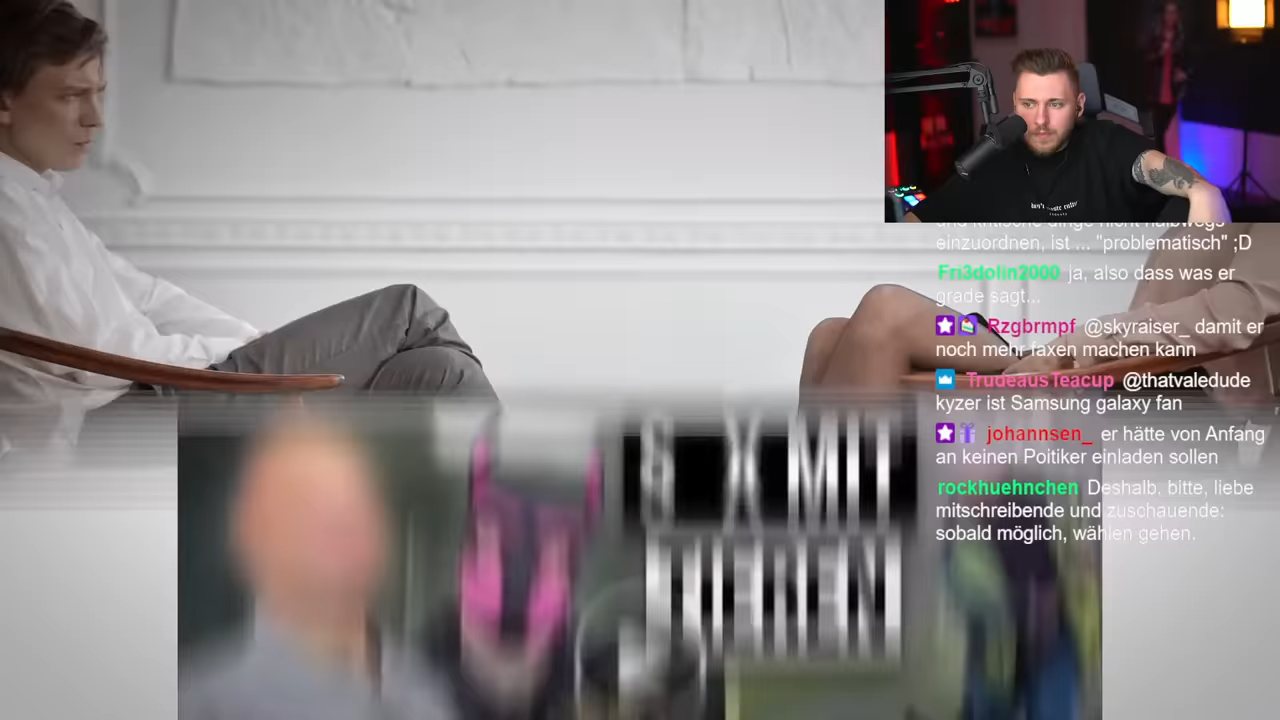 einzuordnen, ist ... "problematisch" ;D
Fri3dolin2000 ja, also dass was er
grade sagt...
Rzgbrmpf @skyraiser_ damit er
noch mehr faxen machen kann
TrudeausTeacup @thatvaledude
kyzer ist Samsung galaxy fan
johannsen_ er hätte von Anfang
an keinen Poitiker einladen sollen
rockhuehnchen Deshalb. bitte, liebe
mitschreibende und zuschauende:
sobald möglich, wählen gehen.
MIT